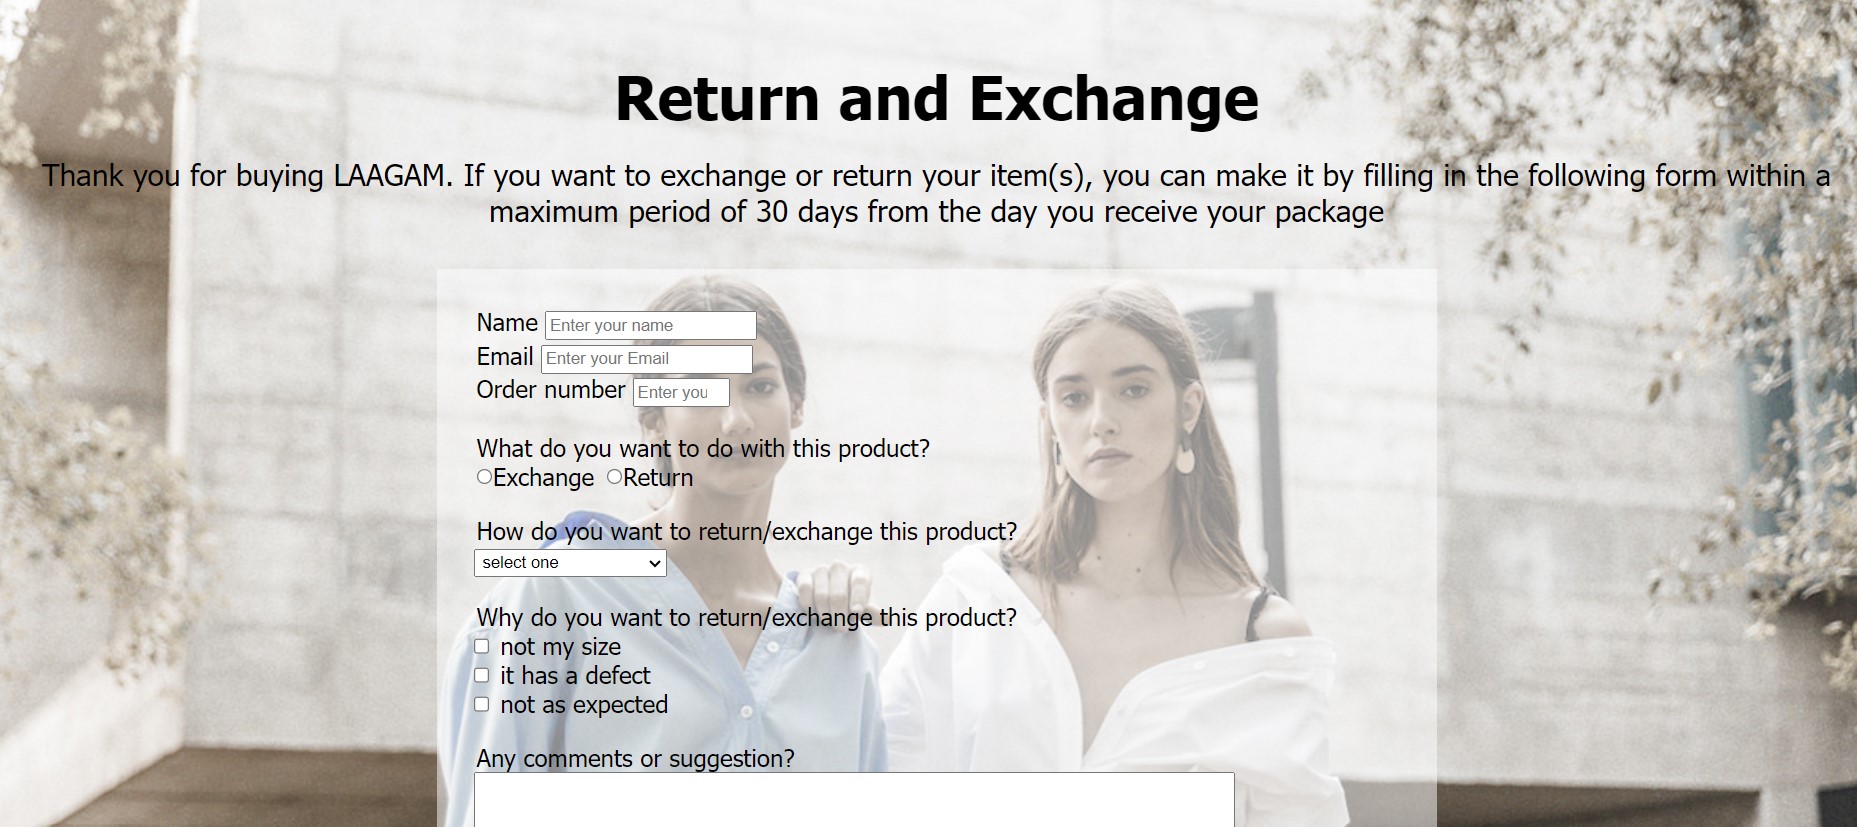 Return and Exchange
Thank you for buying LAAGAM. If you want to exchange or return your item(s), you can make it by filling in the following form within a
maximum period of 30 days from the day you receive your package
Name Enter your name
Email Enter your Email
Order number Enter you
What do you want to do with this product?
Exchange Return
How do you want to return/exchange this product?
select one
Why do you want to return/exchange this product?
not my size
it has a defect
not as expected
Any comments or suggestion?